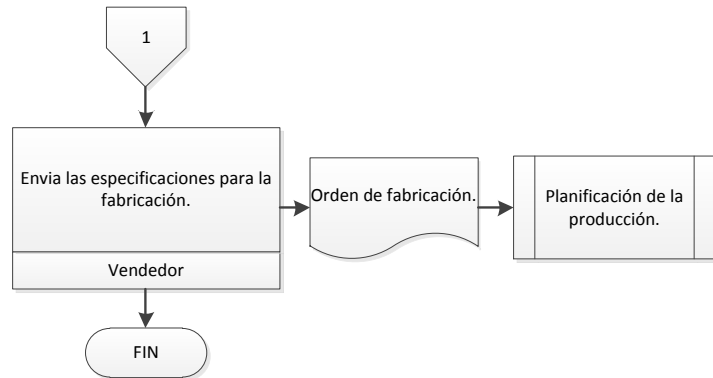 1
Envia las especificaciones para la
fabricación.
Orden de fabricación.
Planificación de la
producción.
Vendedor
FIN